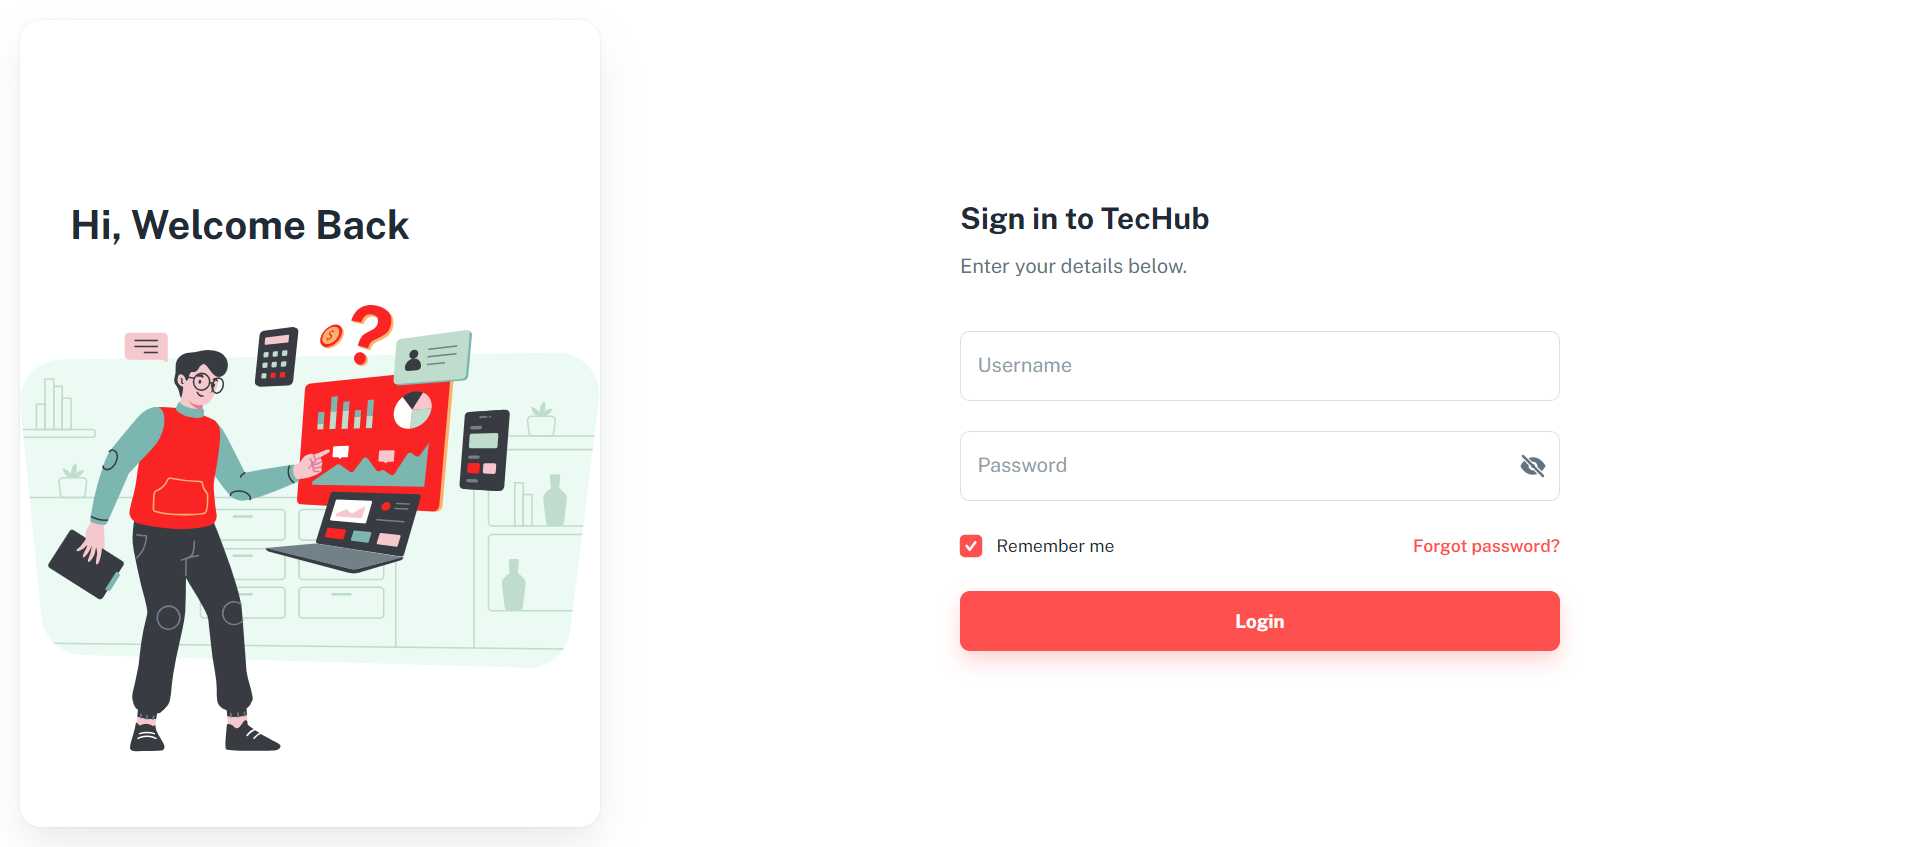 Hi, Welcome Back
Sign in to TecHub
Enter your details below.
Username
Password
Remember me
Forgot password?
Login